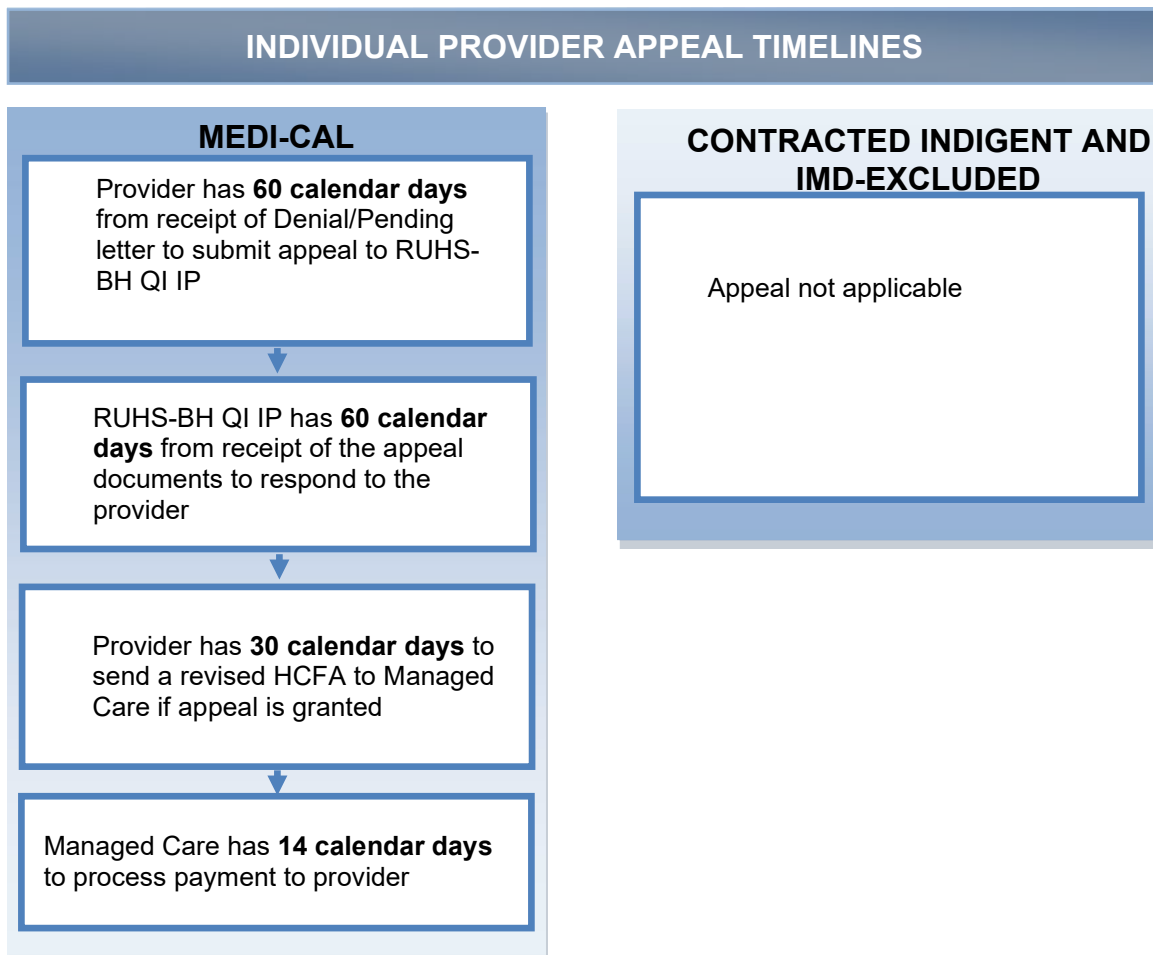 INDIVIDUAL PROVIDER APPEAL TIMELINES
MEDI-CAL
Provider has 60 calendar days
from receipt of Denial/Pending
letter to submit appeal to RUHS-
BH QI IP
RUHS-BH QI IP has 60 calendar
days from receipt of the appeal
documents to respond to the
provider
Provider has 30 calendar days to
send a revised HCFA to Managed
Care if appeal is granted
Managed Care has 14 calendar days
to process payment to provider
CONTRACTED INDIGENT AND
IMD-EXCLUDED
Appeal not applicable